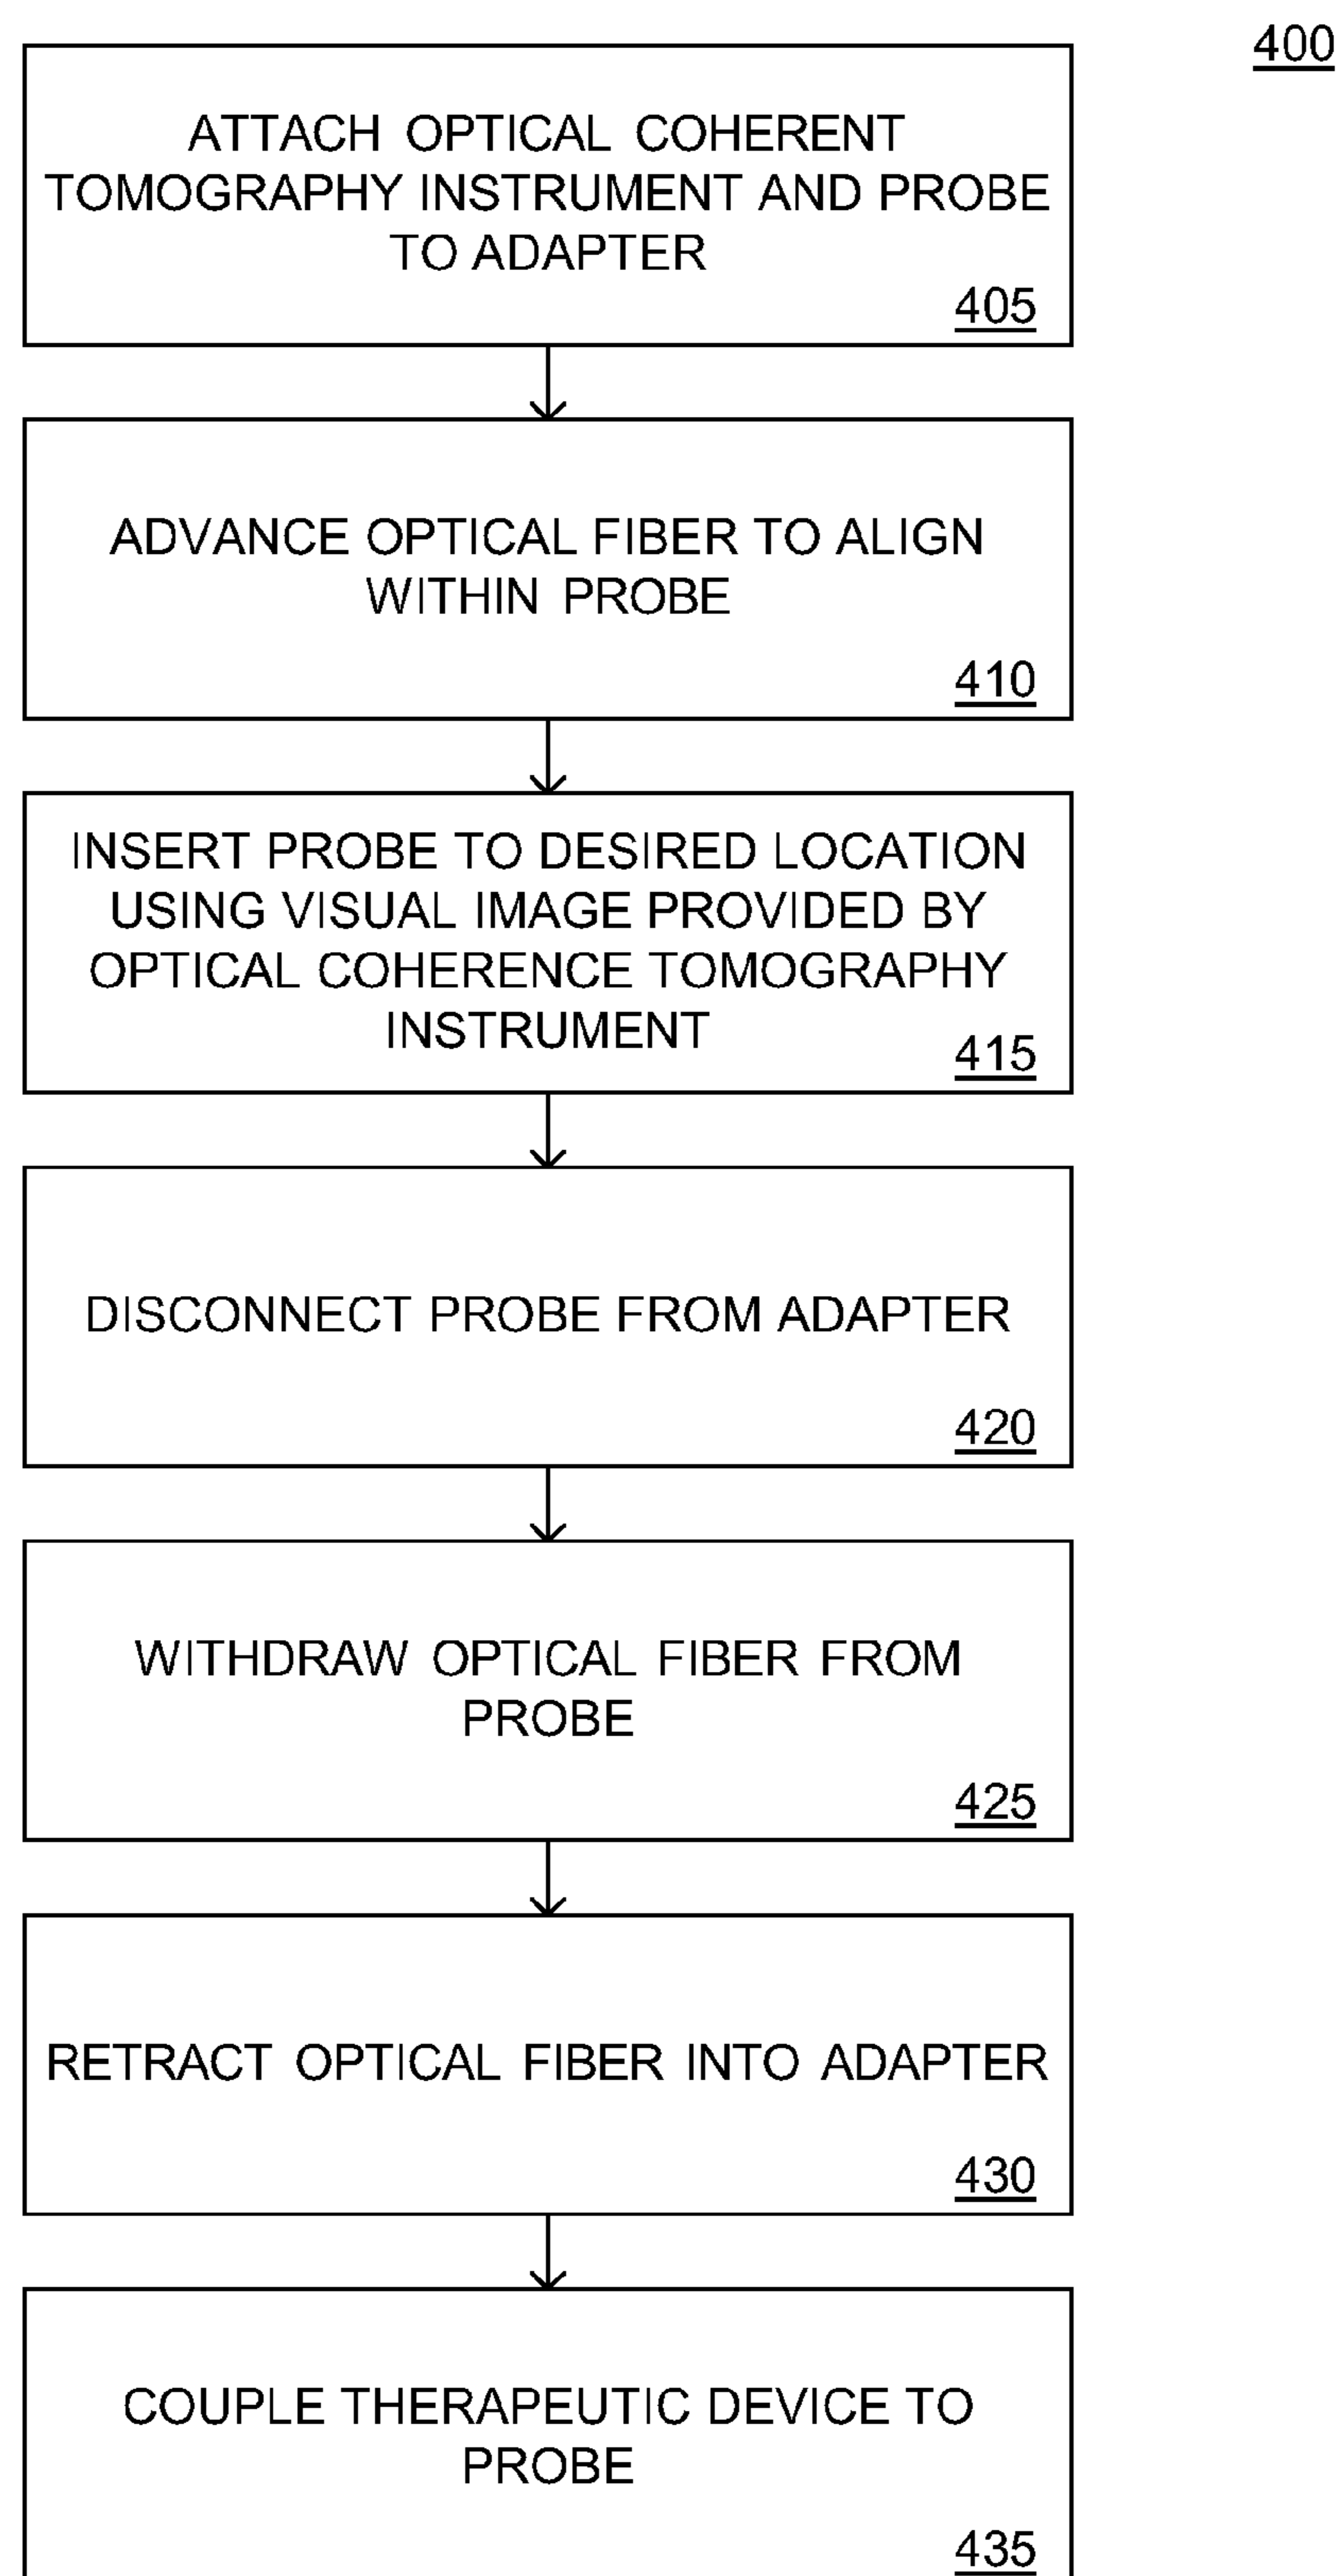 400
ATTACH OPTICAL COHERENT
TOMOGRAPHY INSTRUMENT AND PROBE
TO ADAPTER
405
ADVANCE OPTICAL FIBER TO ALIGN
WITHIN PROBE
410
INSERT PROBE TO DESIRED LOCATION
USING VISUAL IMAGE PROVIDED BY
OPTICAL COHERENCE TOMOGRAPHY
INSTRUMENT
415
DISCONNECT PROBE FROM ADAPTER
420
WITHDRAW OPTICAL FIBER FROM
PROBE
425
RETRACT OPTICAL FIBER INTO ADAPTER
430
COUPLE THERAPEUTIC DEVICE TO
PROBE
435